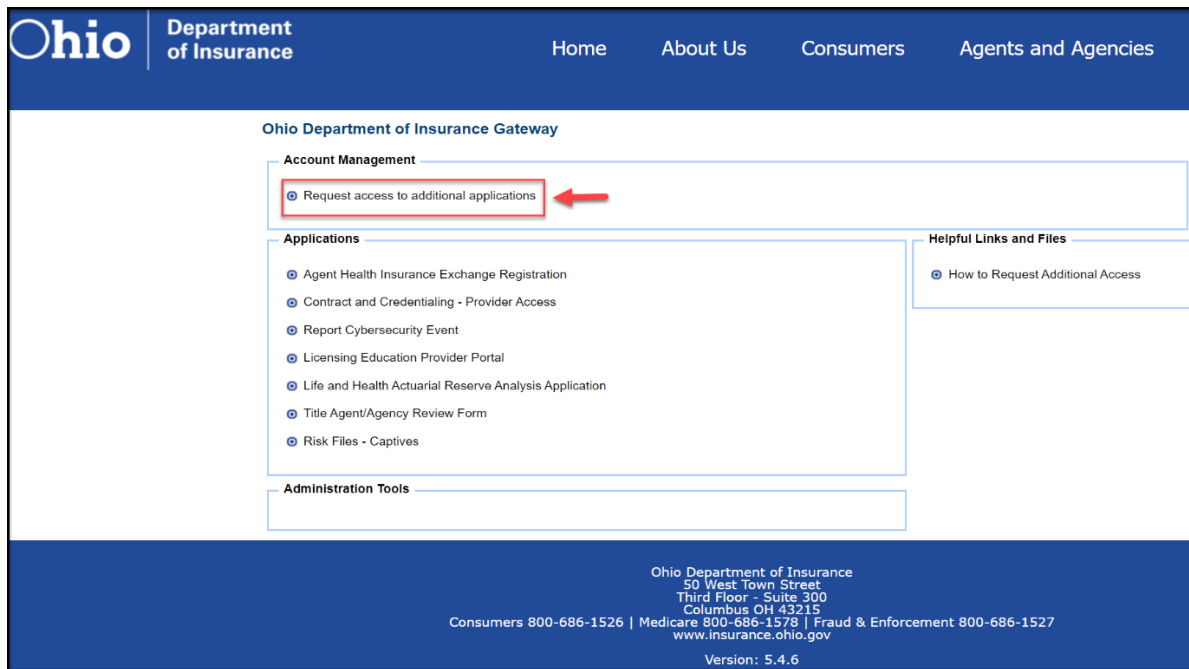 Ohio
Department
of Insurance
Home About Us Consumers Agents and Agencies
Ohio Department of Insurance Gateway
Account Management
Request access to additional applications
Applications
Agent Health Insurance Exchange Registration
Contract and Credentialing - Provider Access
Report Cybersecurity Event
Licensing Education Provider Portal
Life and Health Actuarial Reserve Analysis Application
Title Agent/Agency Review Form
Risk Files - Captives
Helpful Links and Files
How to Request Additional Access
Administration Tools
Ohio Department of Insurance
50 West Town Street
Third Floor - Suite 300
Columbus OH 43215
Consumers 800-686-1526 | Medicare 800-686-1578 | Fraud & Enforcement 800-686-1527
www.insurance.ohio.gov
Version: 5.4.6